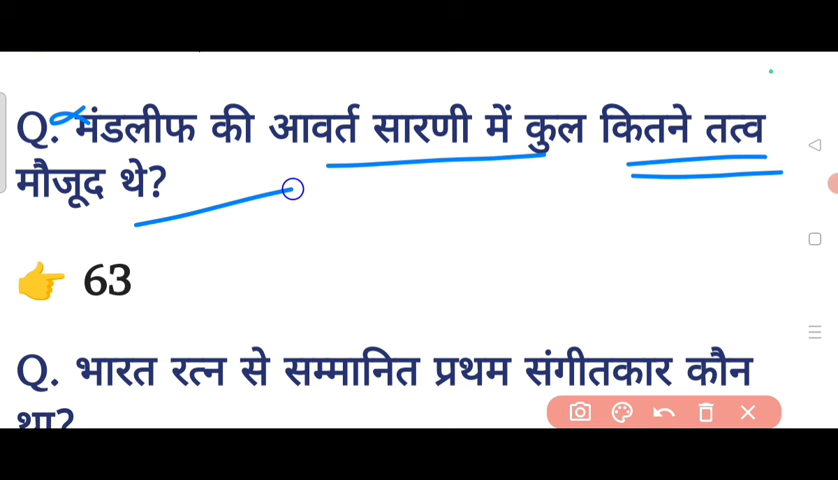 Q. मंडलीफ की आवर्त सारणी में कुल कितने तत्व
मौजूद थे?
👉 63
Q. भारत रत्न से सम्मानित प्रथम संगीतकार कौन
था?